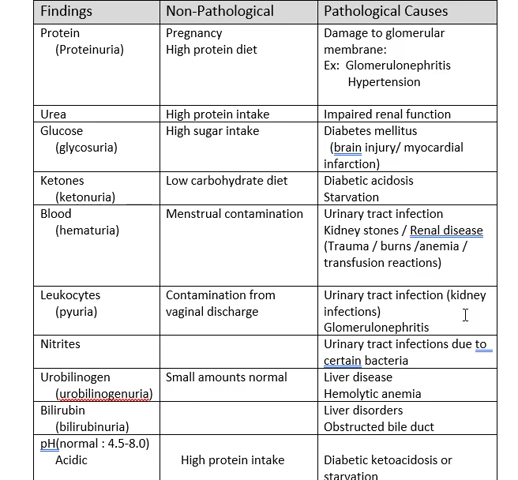 Findings Non-Pathological Pathological Causes
Protein Pregnancy Damage to glomerular
(Proteinuria) High protein diet membrane:
Ex: Glomerulonephritis
Hypertension
Urea High protein intake Impaired renal function
Glucose High sugar intake Diabetes mellitus
(glycosuria) (brain injury/ myocardial
infarction)
Ketones Low carbohydrate diet Diabetic acidosis
(ketonuria) Starvation
Blood Menstrual contamination Urinary tract infection
(hematuria) Kidney stones / Renal disease
(Trauma / burns /anemia /
transfusion reactions)
Leukocytes Contamination from Urinary tract infection (kidney
(pyuria) vaginal discharge infections)
Glomerulonephritis
Nitrites Urinary tract infections due to
certain bacteria
Urobilinogen Small amounts normal Liver disease
(urobilinogenuria) Hemolytic anemia
Bilirubin Liver disorders
(bilirubinuria) Obstructed bile duct
pH(normal : 4.5-8.0)
Acidic High protein intake Diabetic ketoacidosis or
starvation